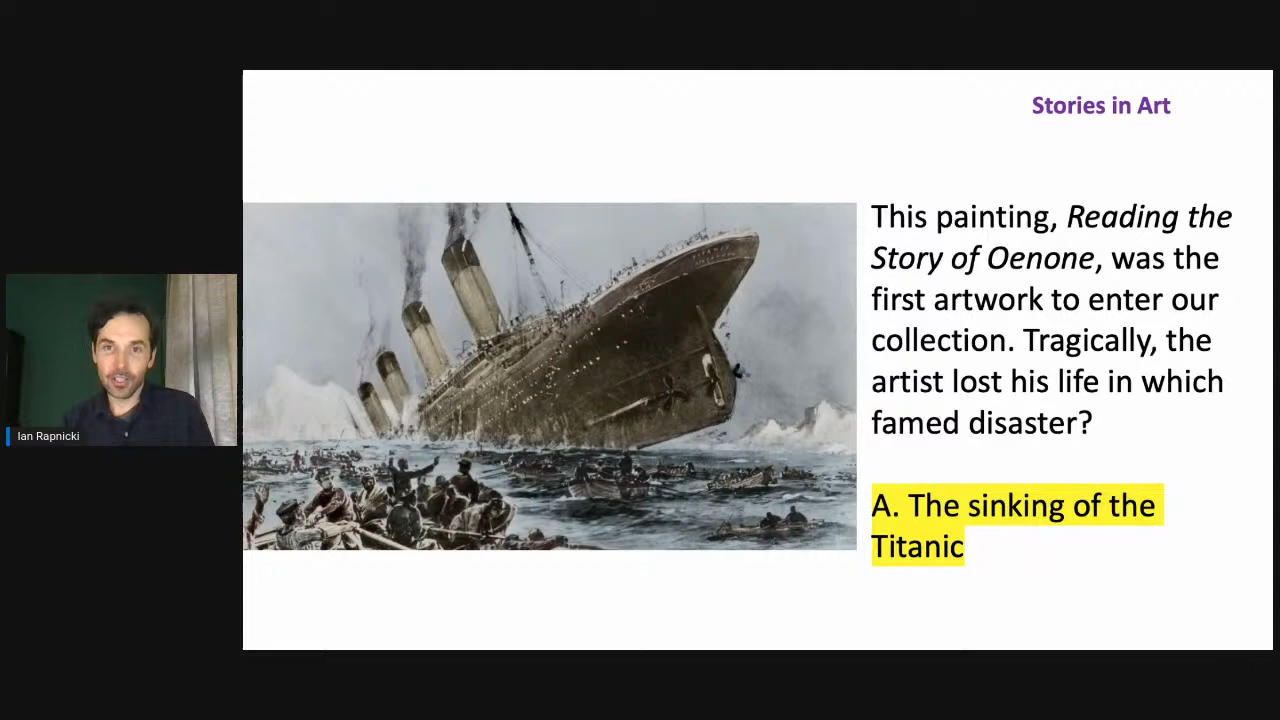 Stories in Art
This painting, Reading the
Story of Oenone, was the
first artwork to enter our
collection. Tragically, the
artist lost his life in which
famed disaster?
A. The sinking of the
Titanic
Ian Rapnicki
TITANIC